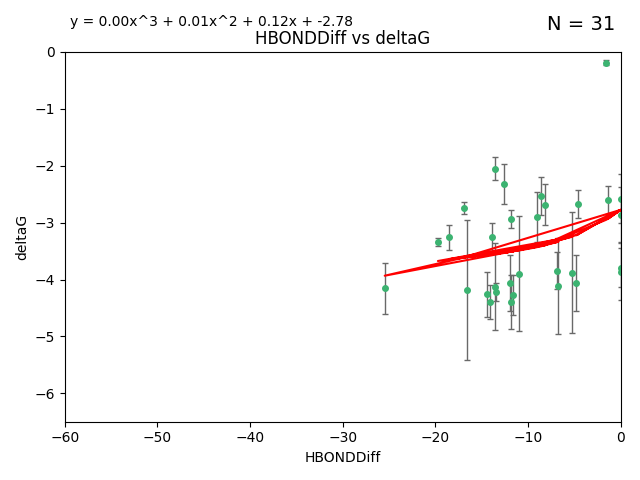 y = 0.00x^3 + 0.01x^2 + 0.12x + -2.78
N = 31
HBONDDiff vs deltaG
0
−1
−2
−3
−4
−5
−6
deltaG
−60 −50 −40 −30 −20 −10 0
HBONDDiff